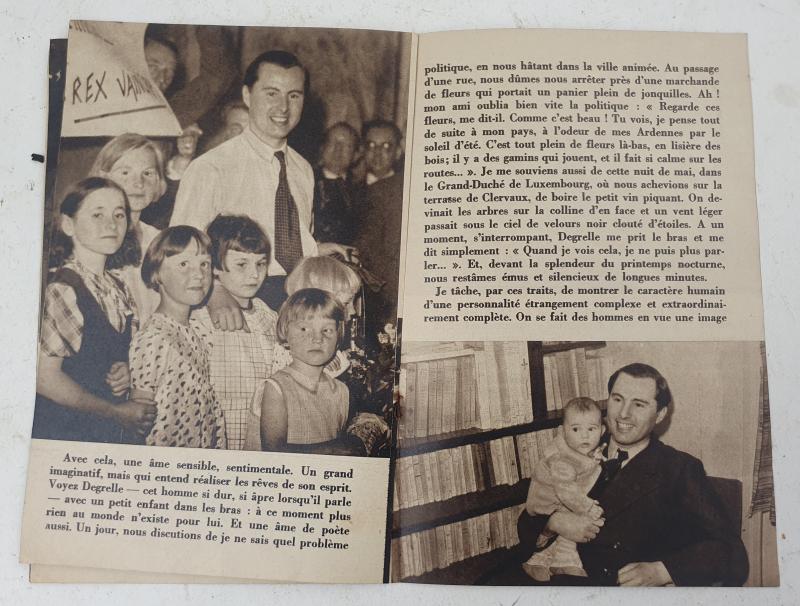 REX
Avec cela, une âme sensible, sentimentale. Un grand
imaginatif, mais qui entend réaliser les rêves de son esprit.
Voyez Degrelle — cet homme si dur, si âpre lorsqu'il parle
— avec un petit enfant dans les bras : à ce moment plus
rien au monde n'existe pour lui. Et une âme de poète
aussi. Un jour, nous discutions de je ne sais quel problème
politique, en nous hâtant dans la ville animée. Au passage
d'une rue, nous dûmes nous arrêter près d'une marchande
de fleurs qui portait un panier plein de jonquilles. Ah !
mon ami oublia bien vite la politique : « Regarde ces
fleurs, me dit-il. Comme c'est beau ! Tu vois, je pense tout
de suite à mon pays, à l'odeur de mes Ardennes par le
soleil d'été. C'est tout plein de fleurs là-bas, en lisière des
bois; il y a des gamins qui jouent, et il fait si calme sur les
routes... ». Je me souviens aussi de cette nuit de mai, dans
le Grand-Duché de Luxembourg, où nous achevions sur la
terrasse de Clervaux, de boire le petit vin piquant. On de-
vinait les arbres sur la colline d'en face et un vent léger
passait sous le ciel de velours noir clouté d'étoiles. A un
moment, s'interrompant, Degrelle me prit le bras et me
dit simplement : « Quand je vois cela, je ne puis plus par-
ler... ». Et, devant la splendeur du printemps nocturne,
nous restâmes émus et silencieux de longues minutes.
Je tâche, par ces traits, de montrer le caractère humain
d'une personnalité étrangement complexe et extraordinai-
rement complète. On se fait des hommes en vue une image